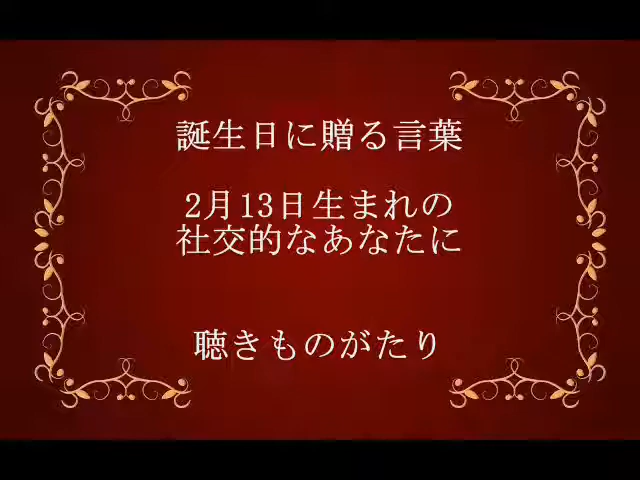 誕生日に贈る言葉
2月13日生まれの
社交的なあなたに
聴きものがたり